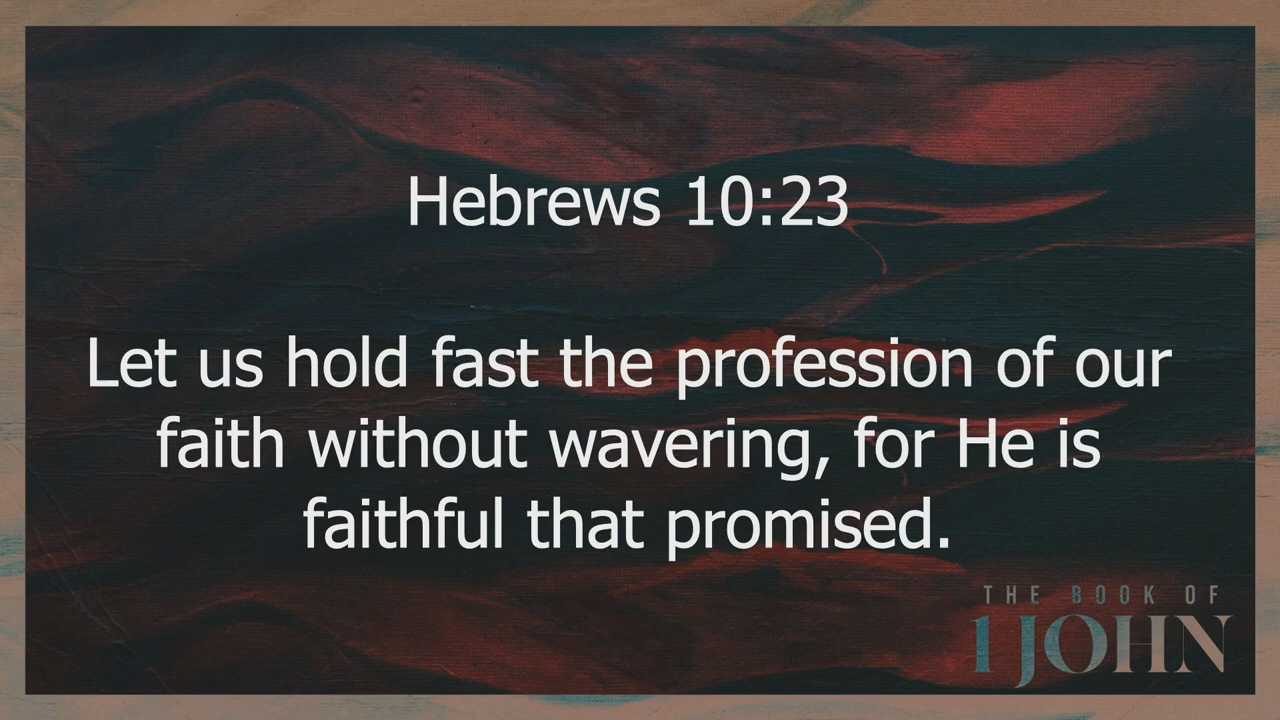 Hebrews 10:23
Let us hold fast the profession of our
faith without wavering, for He is
faithful that promised.
THE BOOK OF
1 JOHN